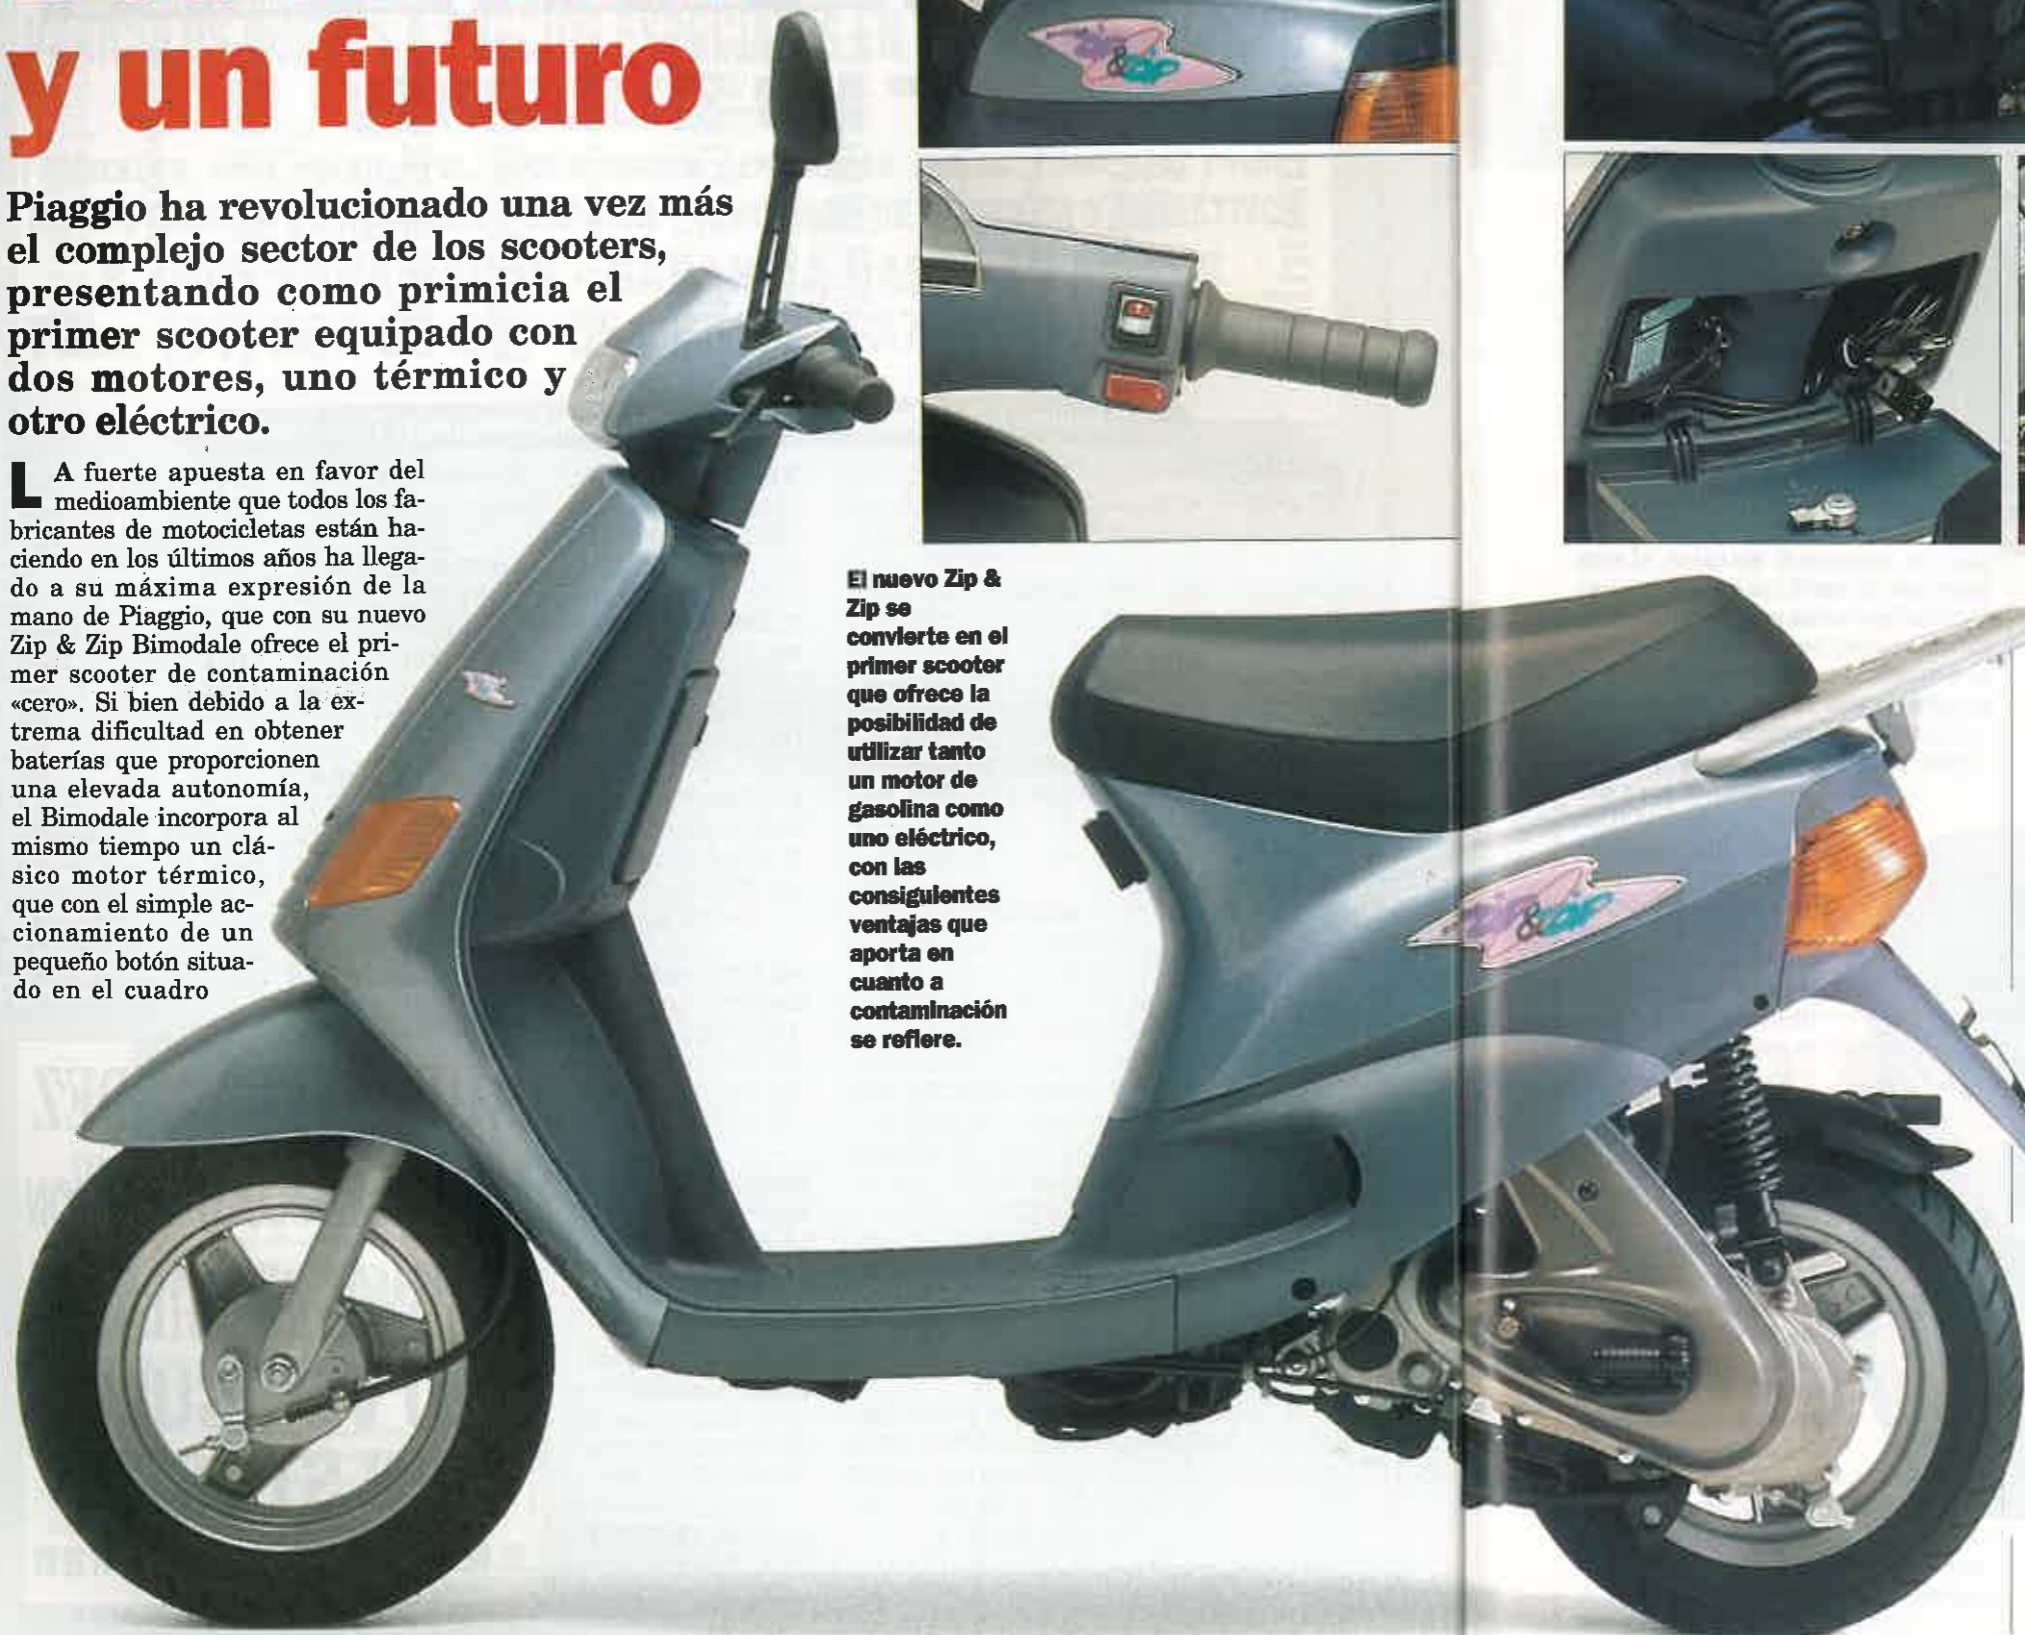 y un futuro
Piaggio ha revolucionado una vez más
el complejo sector de los scooters,
presentando como primicia el
primer scooter equipado con
dos motores, uno térmico y
otro eléctrico.
LA fuerte apuesta en favor del
medioambiente que todos los fa-
bricantes de motocicletas están ha-
ciendo en los últimos años ha llega-
do a su máxima expresión de la
mano de Piaggio, que con su nuevo
Zip & Zip Bimodale ofrece el pri-
mer scooter de contaminación
«cero». Si bien debido a la ex-
trema dificultad en obtener
baterías que proporcionen
una elevada autonomía,
el Bimodale incorpora al
mismo tiempo un clá-
sico motor térmico,
que con el simple ac-
cionamiento de un
pequeño botón situa-
do en el cuadro
El nuevo Zip &
Zip se
convierte en el
primer scooter
que ofrece la
posibilidad de
utilizar tanto
un motor de
gasolina como
uno eléctrico,
con las
consiguientes
ventajas que
aporta en
cuanto a
contaminación
se refiere.
zip & zip
zip & zip